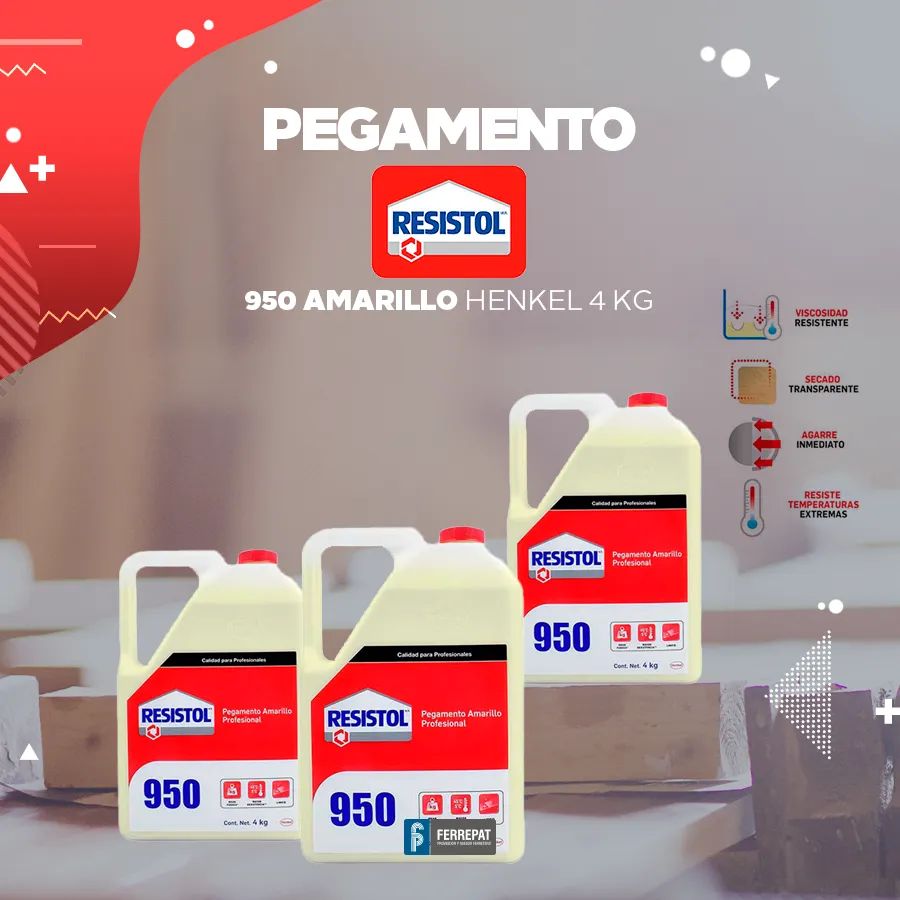 PEGAMENTO
RESISTOL
950 AMARILLO HENKEL 4 KG
VISCOSIDAD
RESISTENTE
SECADO
TRANSPARENTE
AGARRE
INMEDIATO
RESISTE
TEMPERATURAS
EXTREMAS
Calidad para Profesionales
RESISTOL
Pegamento Amarillo
Profesional
950
Cont. Net. 4 kg
Calidad para Profesionales
RESISTOL
Pegamento Amarillo
Profesional
950
Cont. Net. 4 kg
Calidad para Profesionales
RESISTOL
Pegamento Amarillo
Profesional
950
FERREPAT